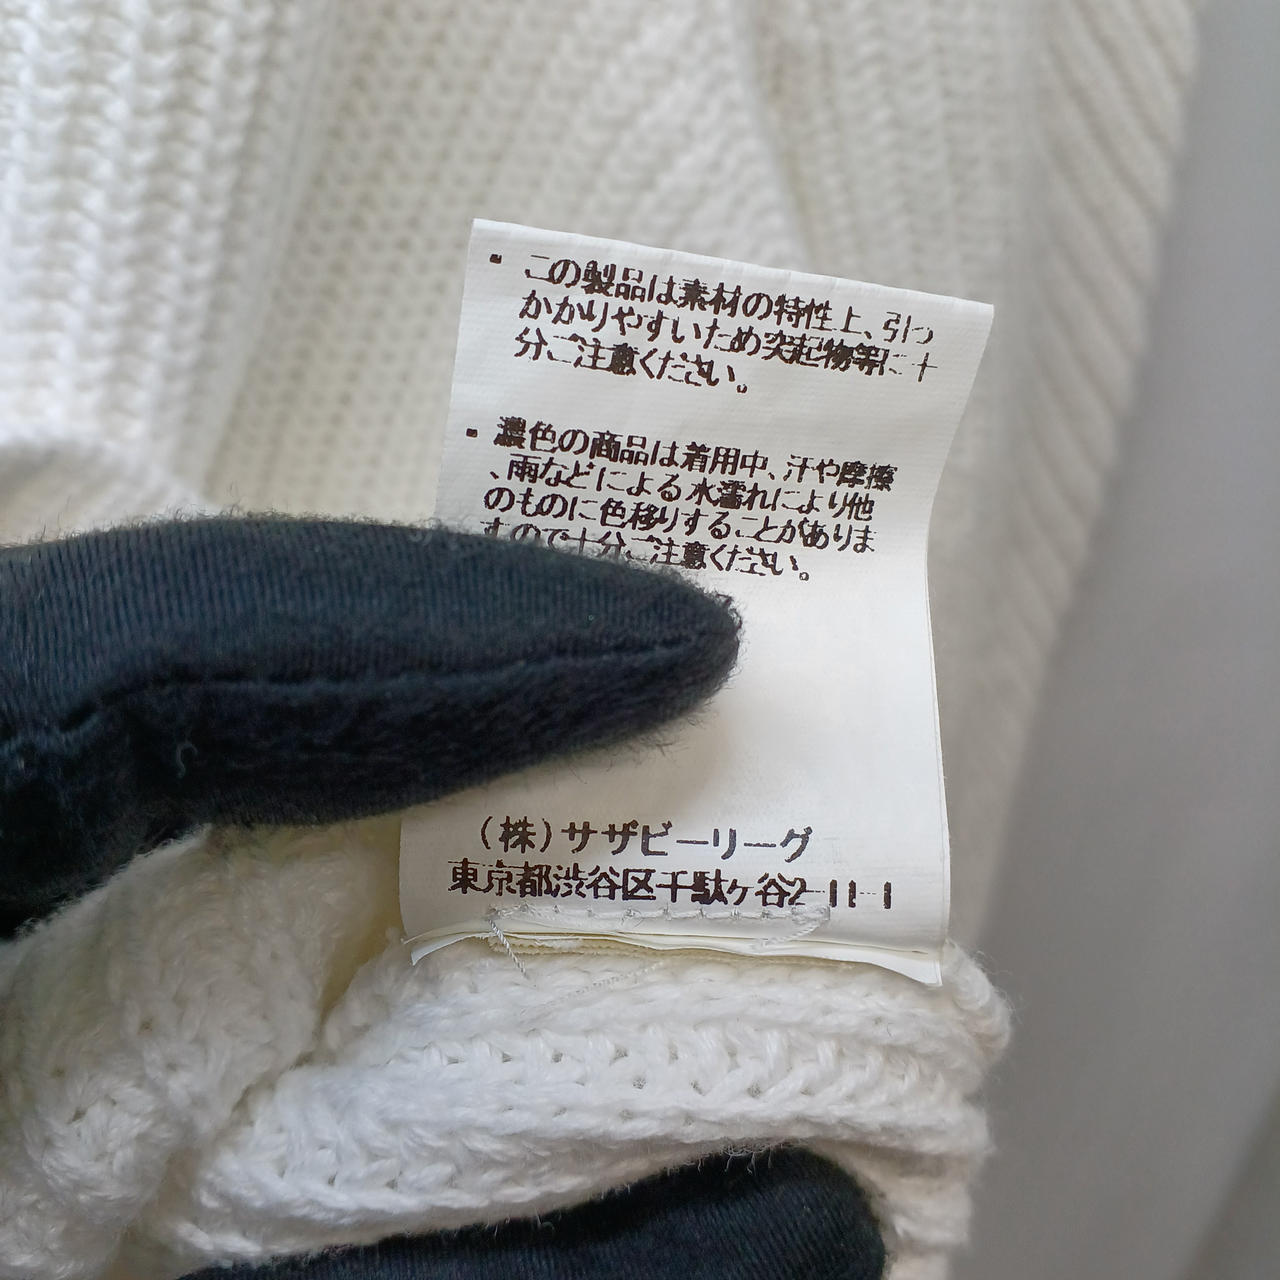 ・この製品は素材の特性上、引っ
かかりやすいため突起物等に十
分ご注意ください。
・濃色の商品は着用中、汗や摩擦
、雨などによる水濡れにより他
のものに色移りすることがありま
すので十分ご注意ください。
(株)サザビーリーグ
東京都渋谷区千駄ヶ谷2-11-1